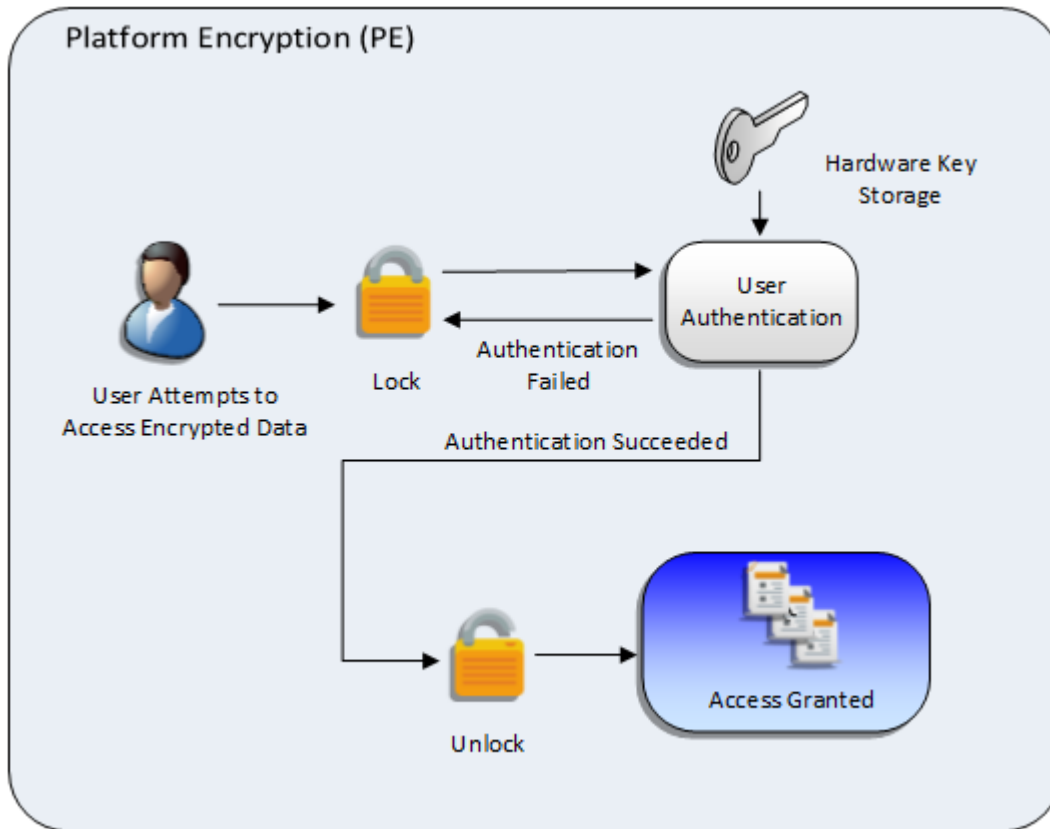 Platform Encryption (PE)
Hardware Key
Storage
User
Authentication
Authentication
Failed
Lock
User Attempts to
Access Encrypted Data
Authentication Succeeded
Access Granted
Unlock